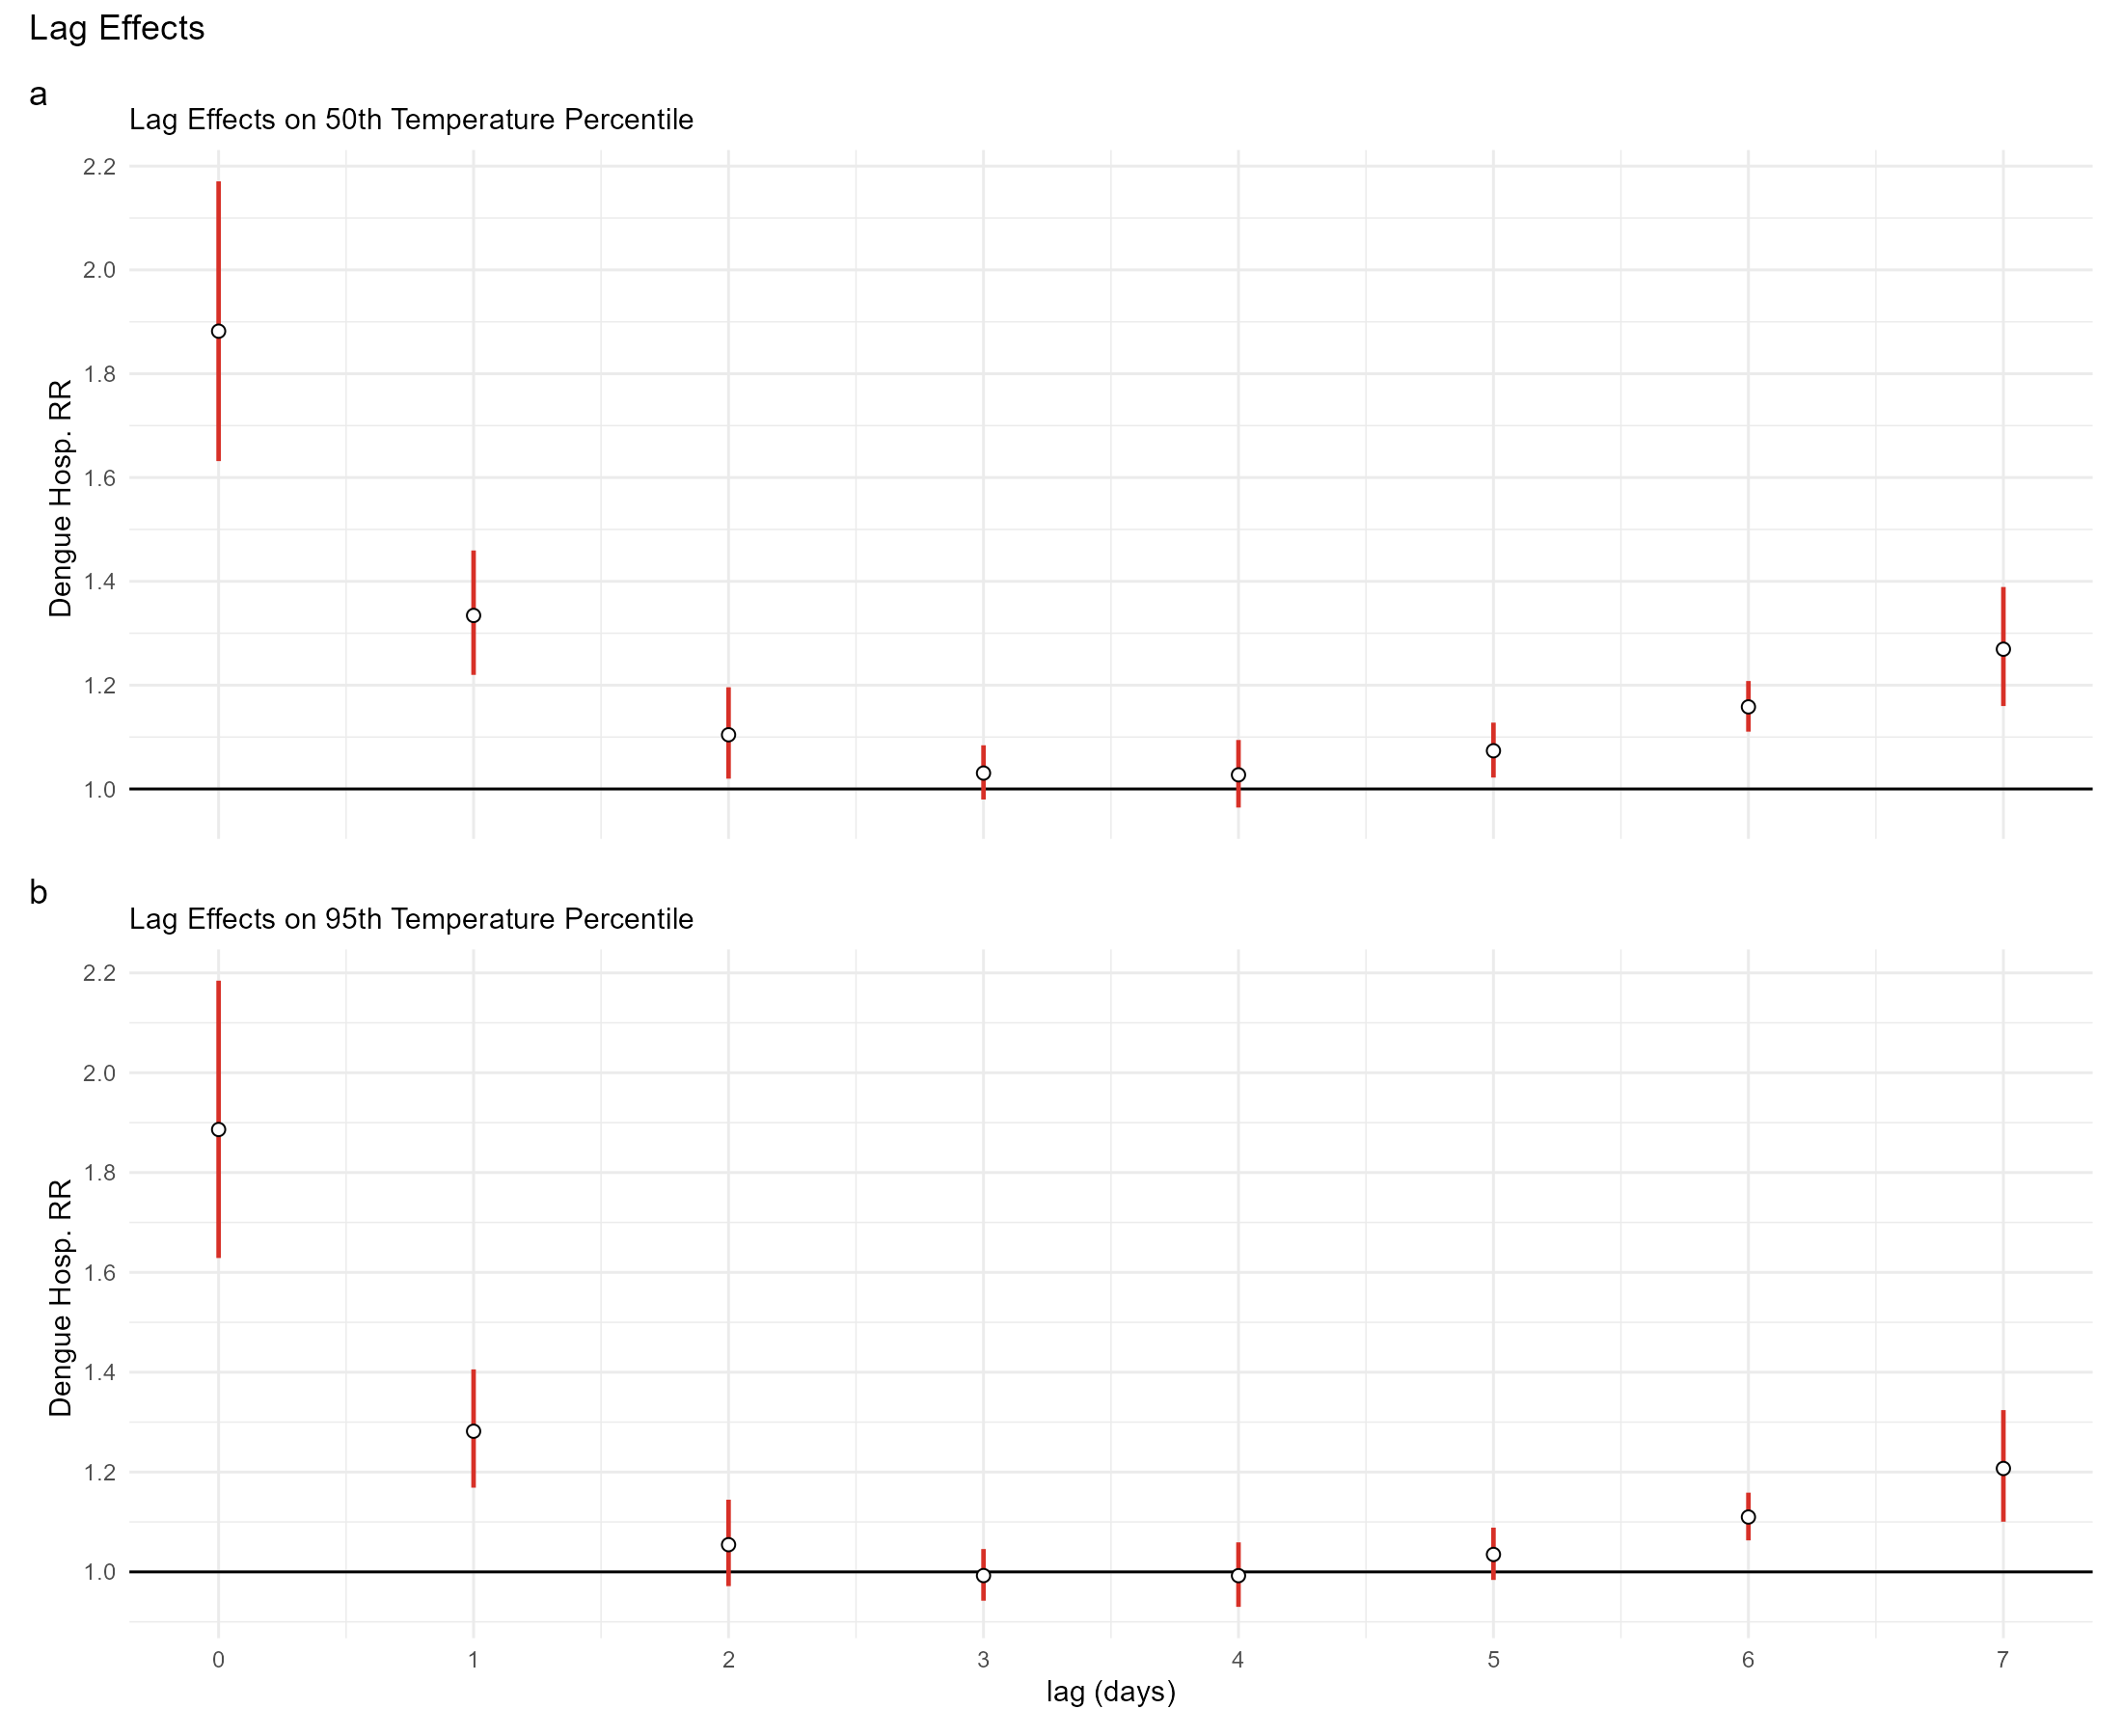 Lag Effects
a
Lag Effects on 50th Temperature Percentile
2.2
2.0
1.8
1.6
1.4
1.2
1.0
Dengue Hosp. RR
b
Lag Effects on 95th Temperature Percentile
2.2
2.0
1.8
1.6
1.4
1.2
1.0
Dengue Hosp. RR
0 1 2 3 4 5 6 7
lag (days)